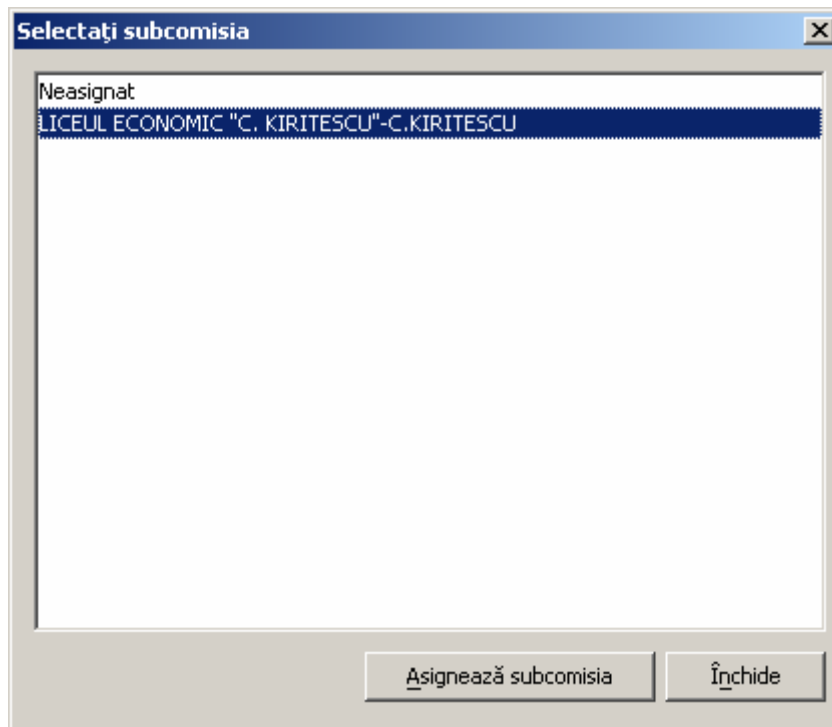 Selectaţi subcomisia
Neasignat
LICEUL ECONOMIC "C. KIRITESCU"-C.KIRITESCU
Asignează subcomisia
Închide